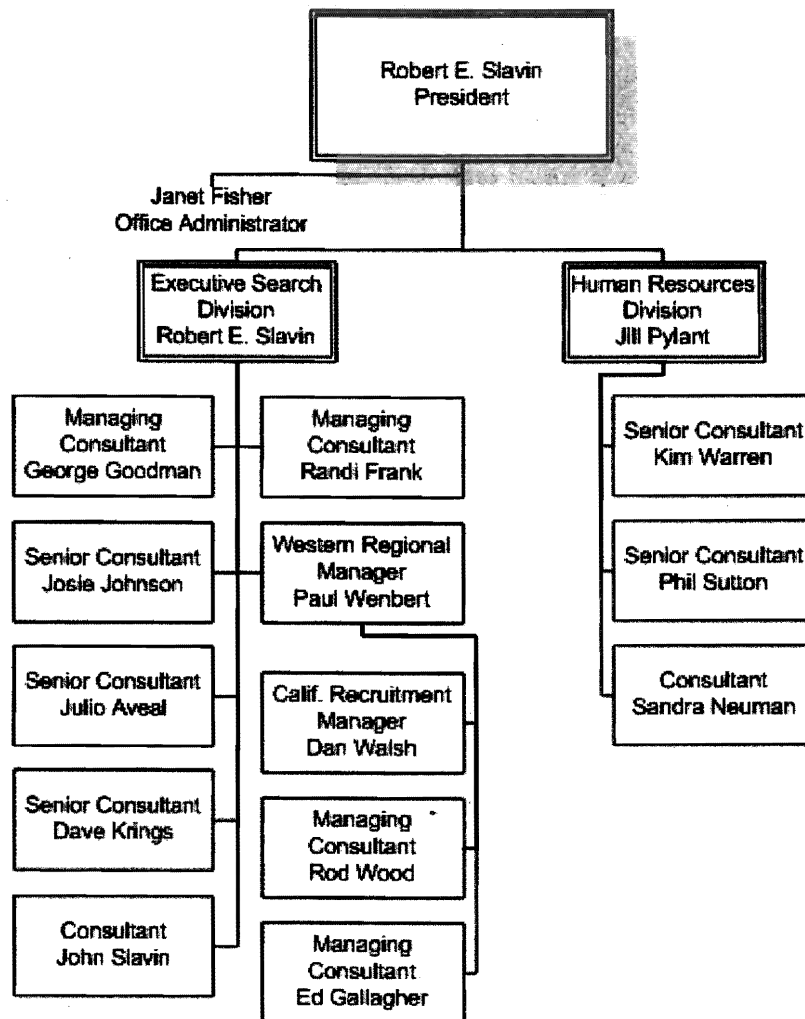 Robert E. Slavin
President
Janet Fisher
Office Administrator
Executive Search
Division
Robert E. Slavin
Human Resources
Division
Jill Pylant
Managing
Consultant
George Goodman
Managing
Consultant
Randi Frank
Senior Consultant
Kim Warren
Senior Consultant
Josie Johnson
Western Regional
Manager
Paul Wenbert
Senior Consultant
Phil Sutton
Senior Consultant
Julio Aveal
Calif. Recruitment
Manager
Dan Walsh
Consultant
Sandra Neuman
Senior Consultant
Dave Krings
Managing
Consultant
Rod Wood
Consultant
John Slavin
Managing
Consultant
Ed Gallagher